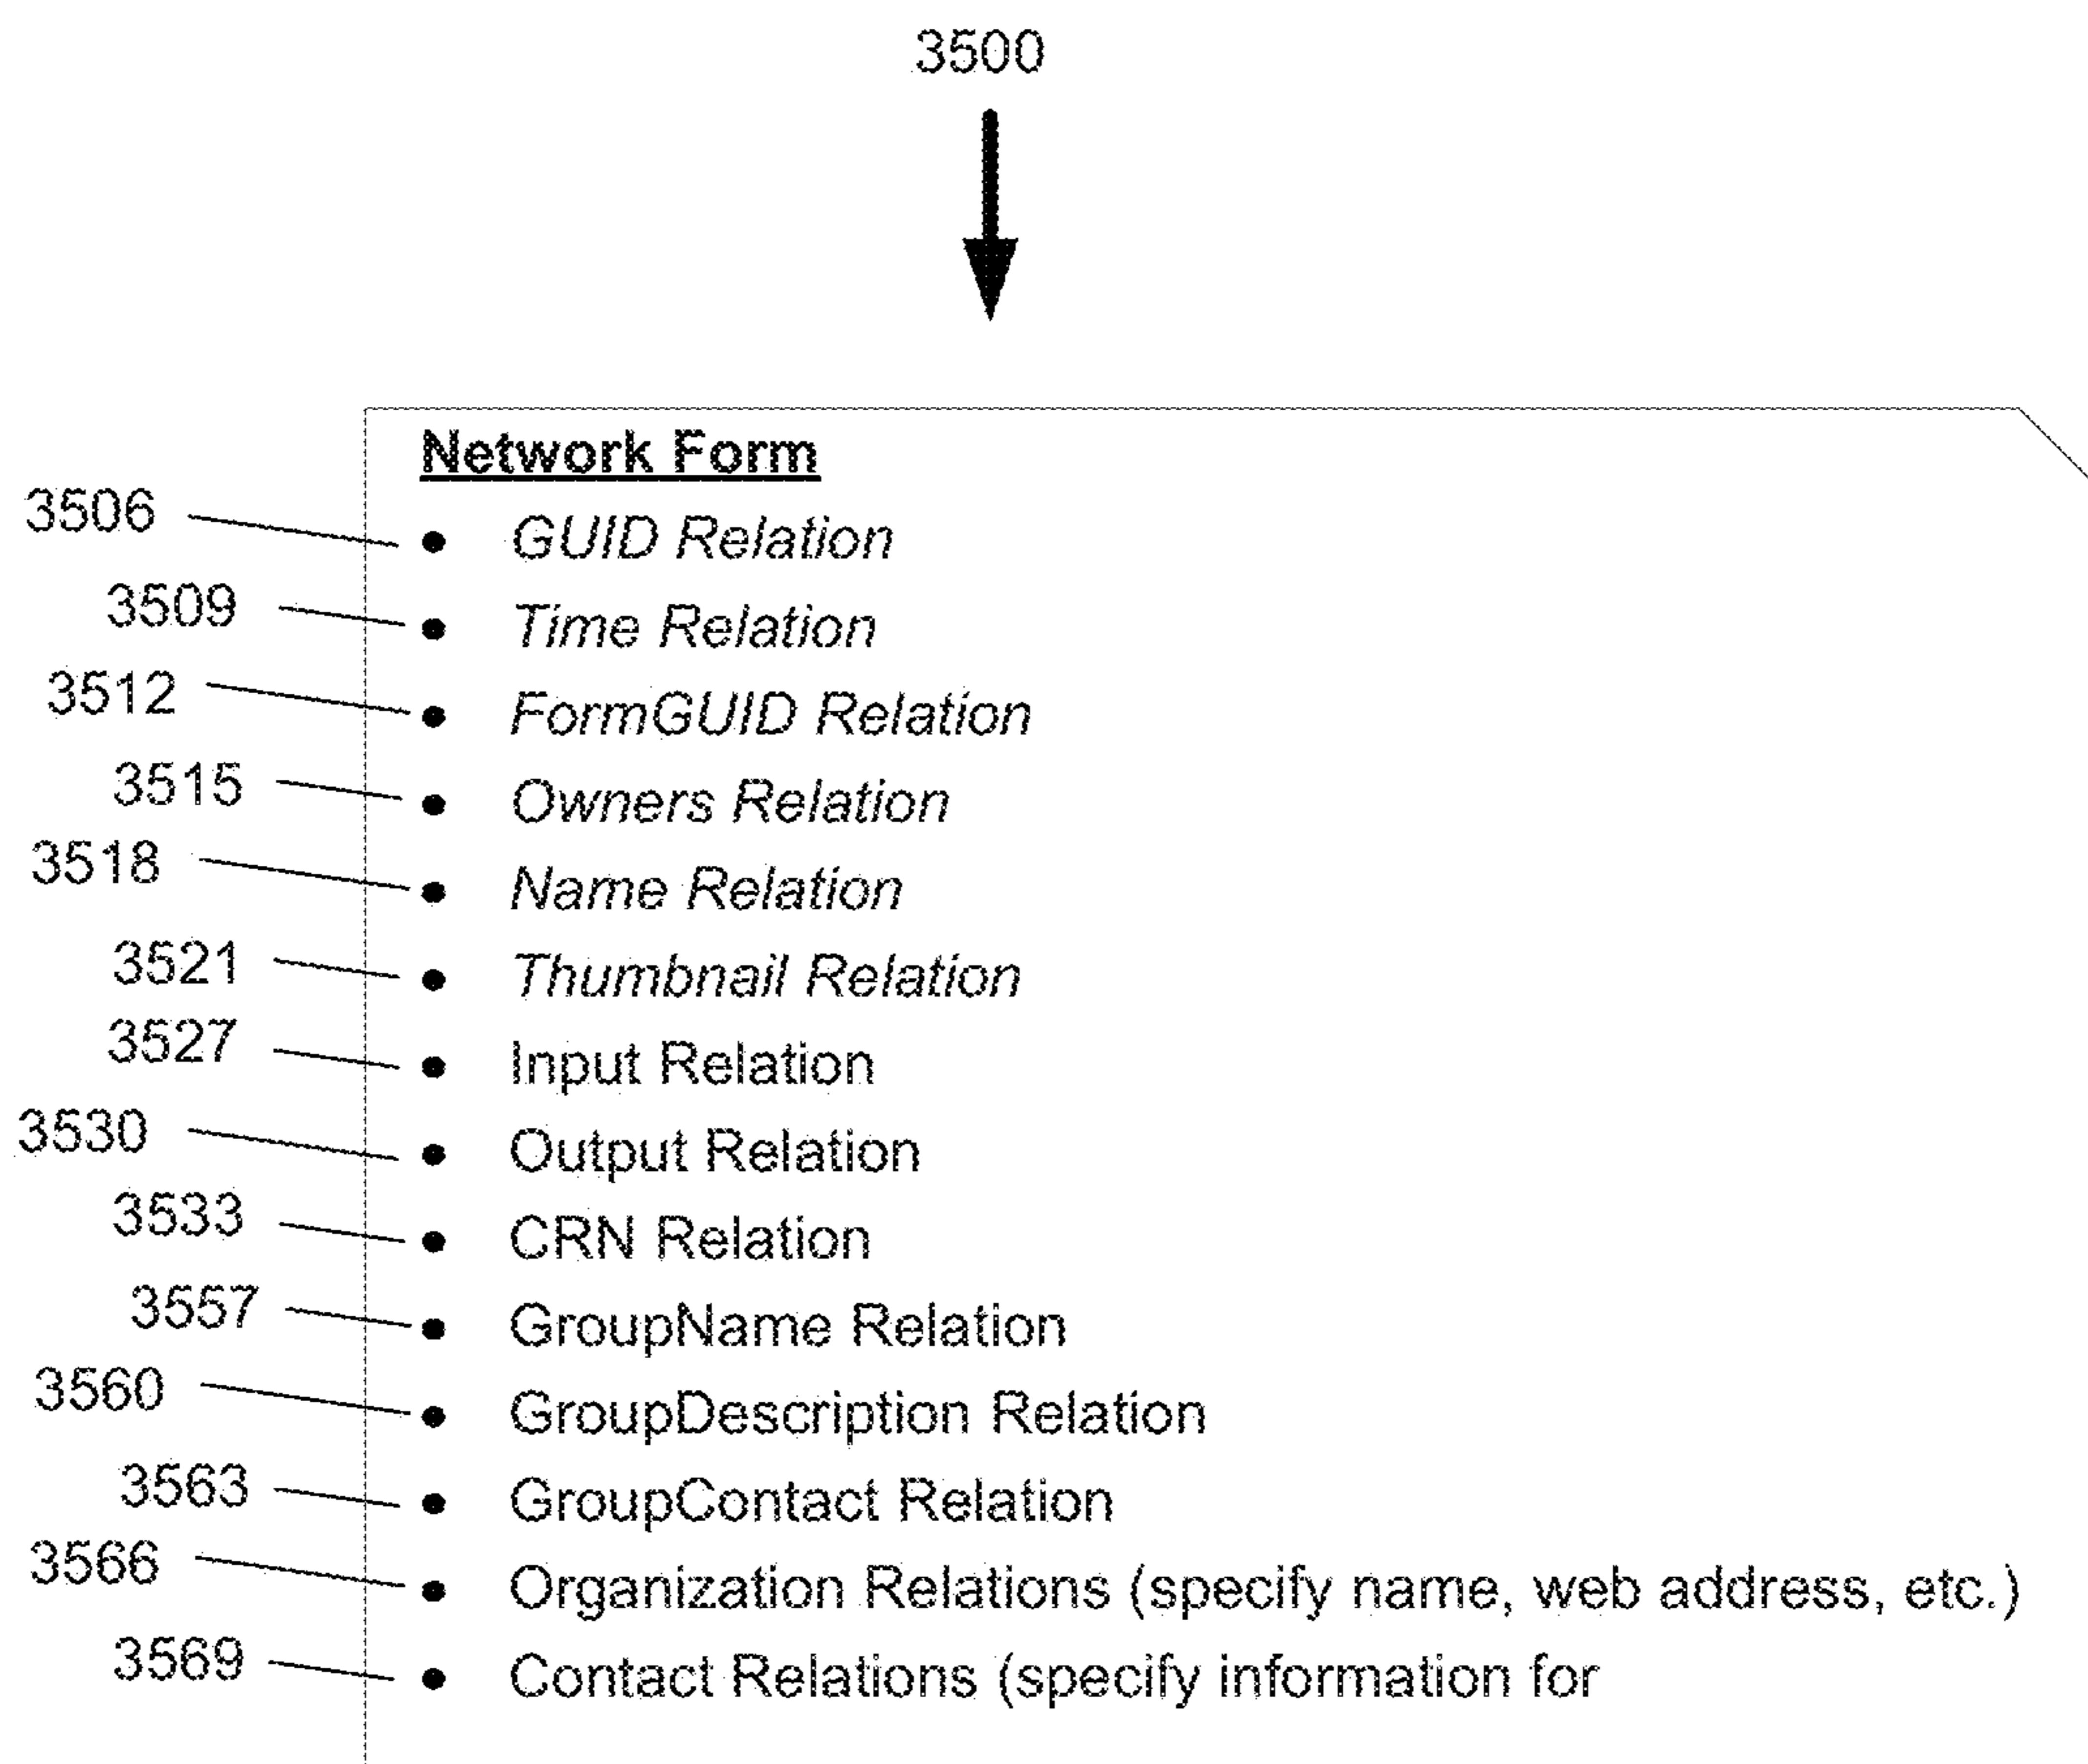 3500
Network Form
3506 • GUID Relation
3509 • Time Relation
3512 • FormGUID Relation
3515 • Owners Relation
3518 • Name Relation
3521 • Thumbnail Relation
3527 • Input Relation
3530 • Output Relation
3533 • CRN Relation
3557 • GroupName Relation
3560 • GroupDescription Relation
3563 • GroupContact Relation
3566 • Organization Relations (specify name, web address, etc.)
3569 • Contact Relations (specify information for